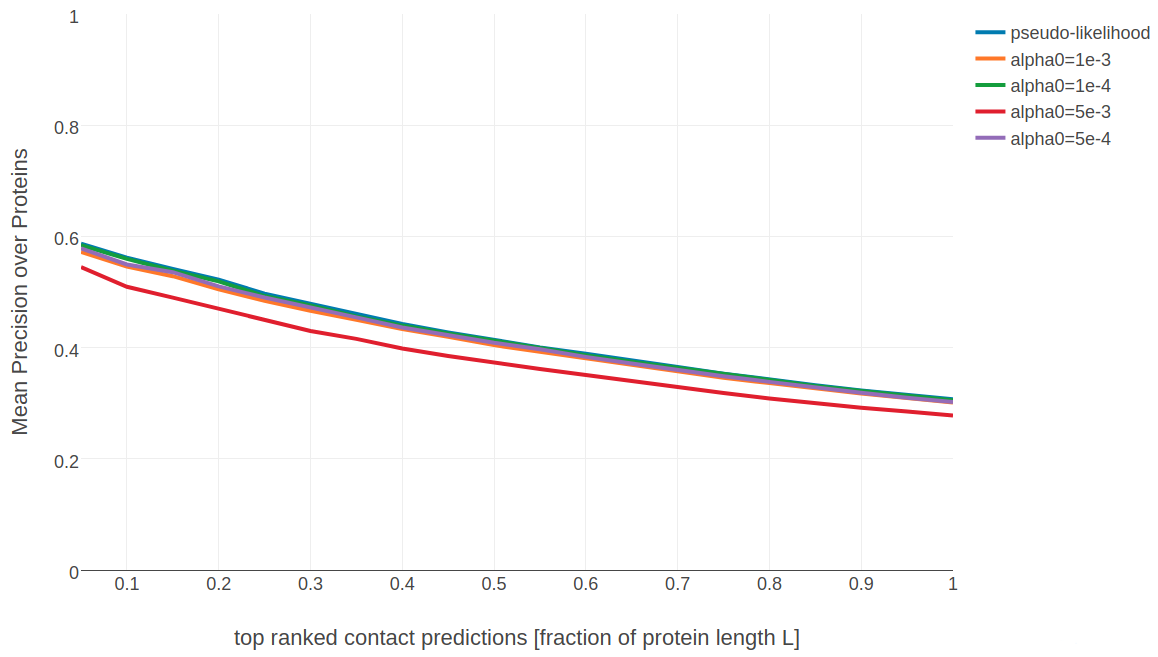 1
0.8
0.6
0.4
0.2
0
Mean Precision over Proteins
0.1 0.2 0.3 0.4 0.5 0.6 0.7 0.8 0.9 1
top ranked contact predictions [fraction of protein length L]
pseudo-likelihood
alpha0=1e-3
alpha0=1e-4
alpha0=5e-3
alpha0=5e-4